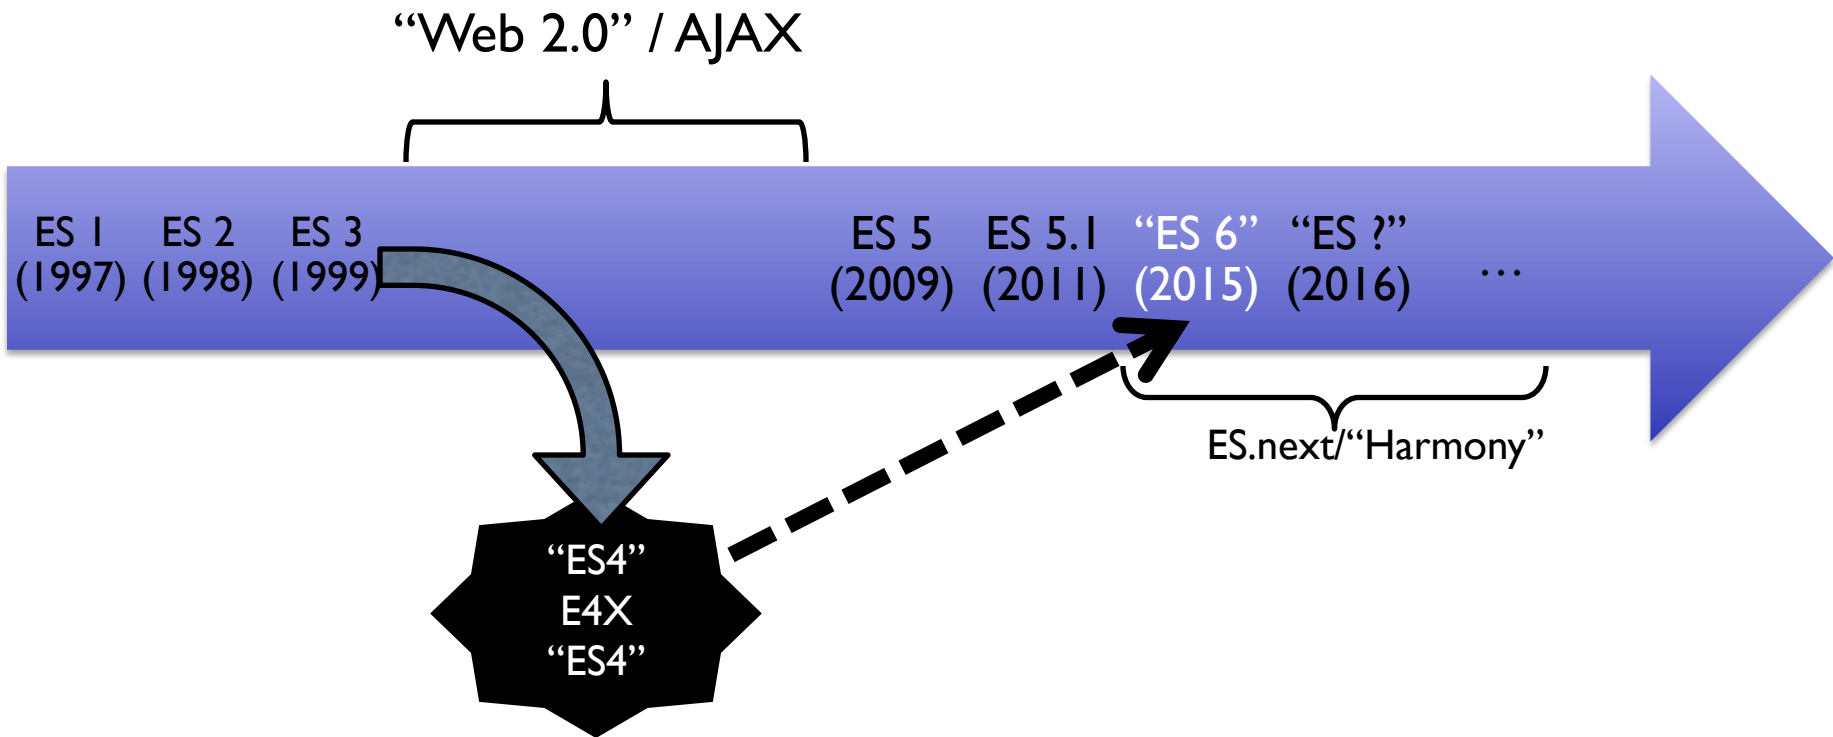 “Web 2.0” / AJAX
ES 1 ES 2 ES 3 ES 5 ES 5.1 “ES 6” “ES ?”
(1997) (1998) (1999) (2009) (2011) (2015) (2016) …
ES.next/“Harmony”
“ES4”
E4X
“ES4”